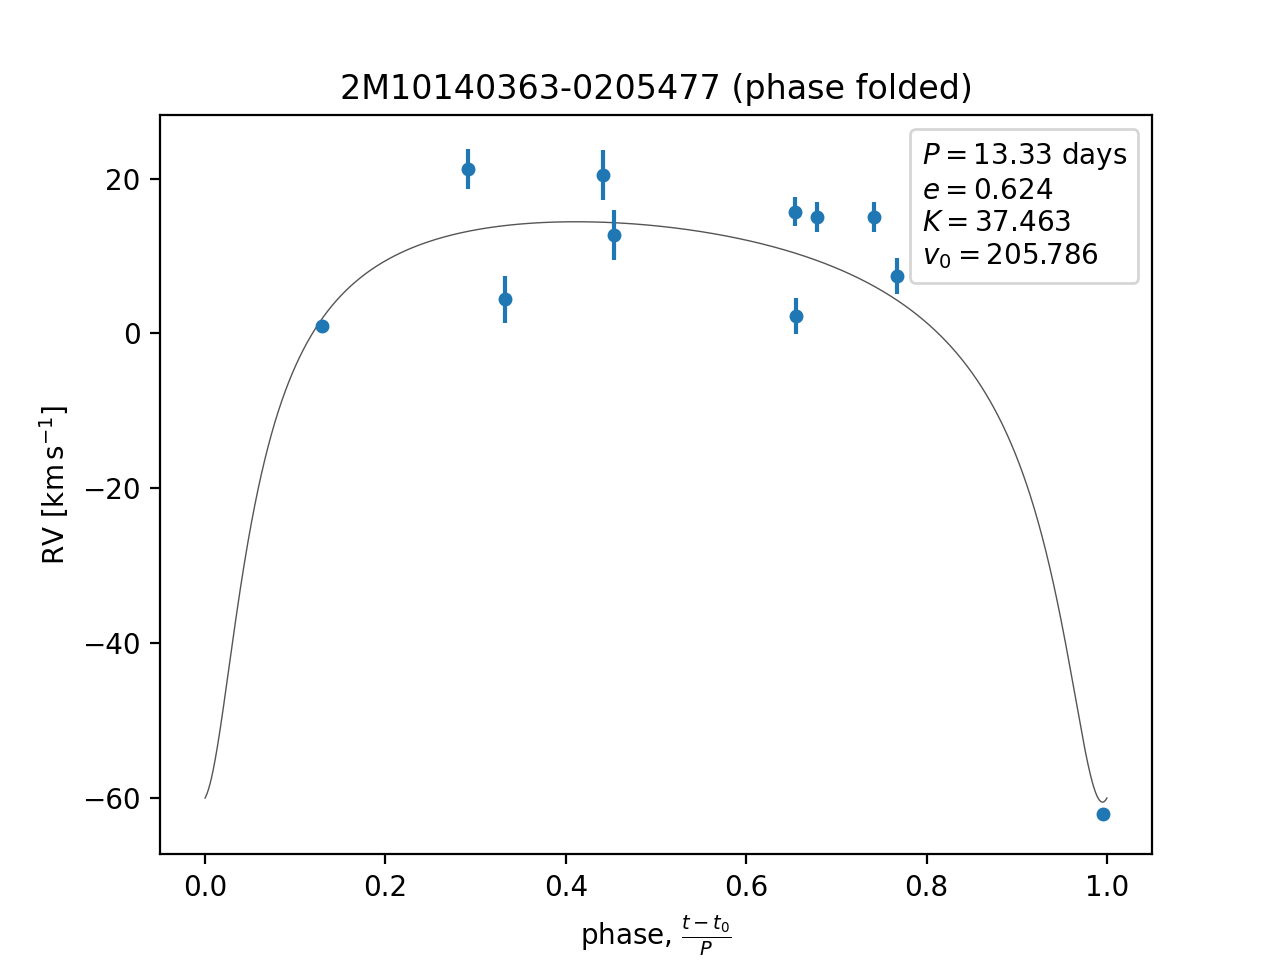 2M10140363-0205477 (phase folded)
P = 13.33 days
e = 0.624
K = 37.463
v₀ = 205.786
20
0
−20
−40
−60
RV [km s⁻¹]
0.0 0.2 0.4 0.6 0.8 1.0
phase, (t − t₀)/P